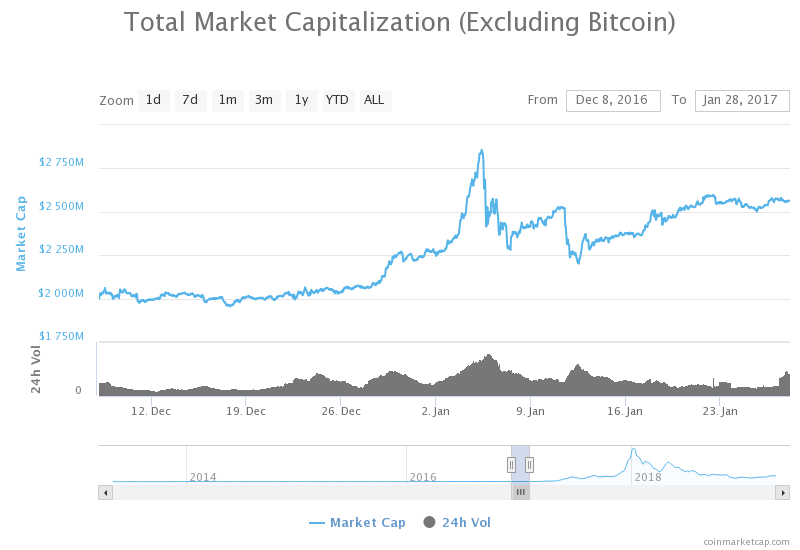 Total Market Capitalization (Excluding Bitcoin)
Zoom 1d 7d 1m 3m 1y YTD ALL From Dec 8, 2016 To Jan 28, 2017
Market Cap
$2 750M
$2 500M
$2 250M
$2 000M
$1 750M
24h Vol
0
12. Dec 19. Dec 26. Dec 2. Jan 9. Jan 16. Jan 23. Jan
2014 2016 2018
Market Cap 24h Vol
coinmarketcap.com